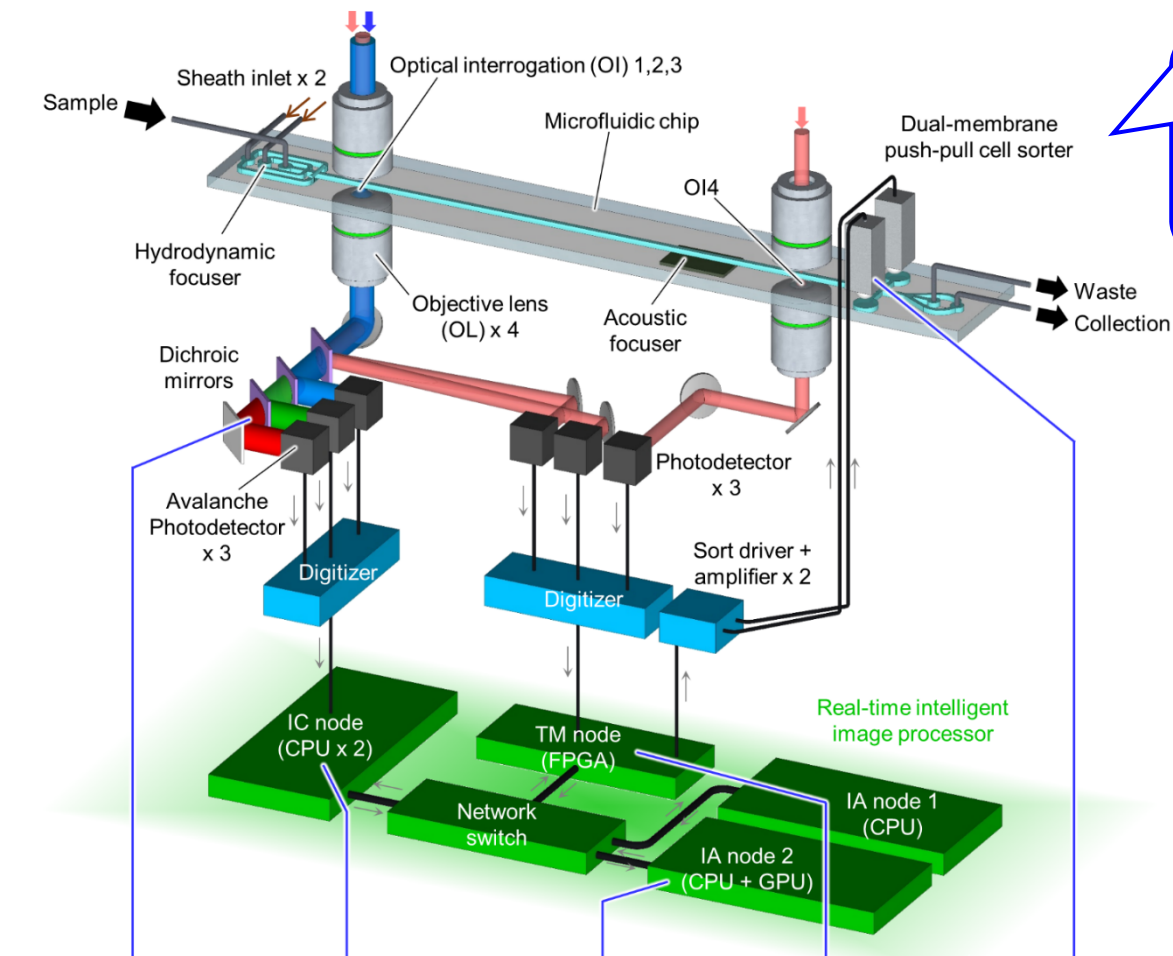 Sheath inlet x 2
Optical interrogation (OI) 1,2,3
Sample
Microfluidic chip
Dual-membrane
push-pull cell sorter
OI4
Hydrodynamic
focuser
Objective lens
(OL) x 4
Acoustic
focuser
Waste
Collection
Dichroic
mirrors
Avalanche
Photodetector
x 3
Photodetector
x 3
Digitizer
Digitizer
Sort driver +
amplifier x 2
Real-time intelligent
image processor
IC node
(CPU x 2)
TM node
(FPGA)
Network
switch
IA node 1
(CPU)
IA node 2
(CPU + GPU)